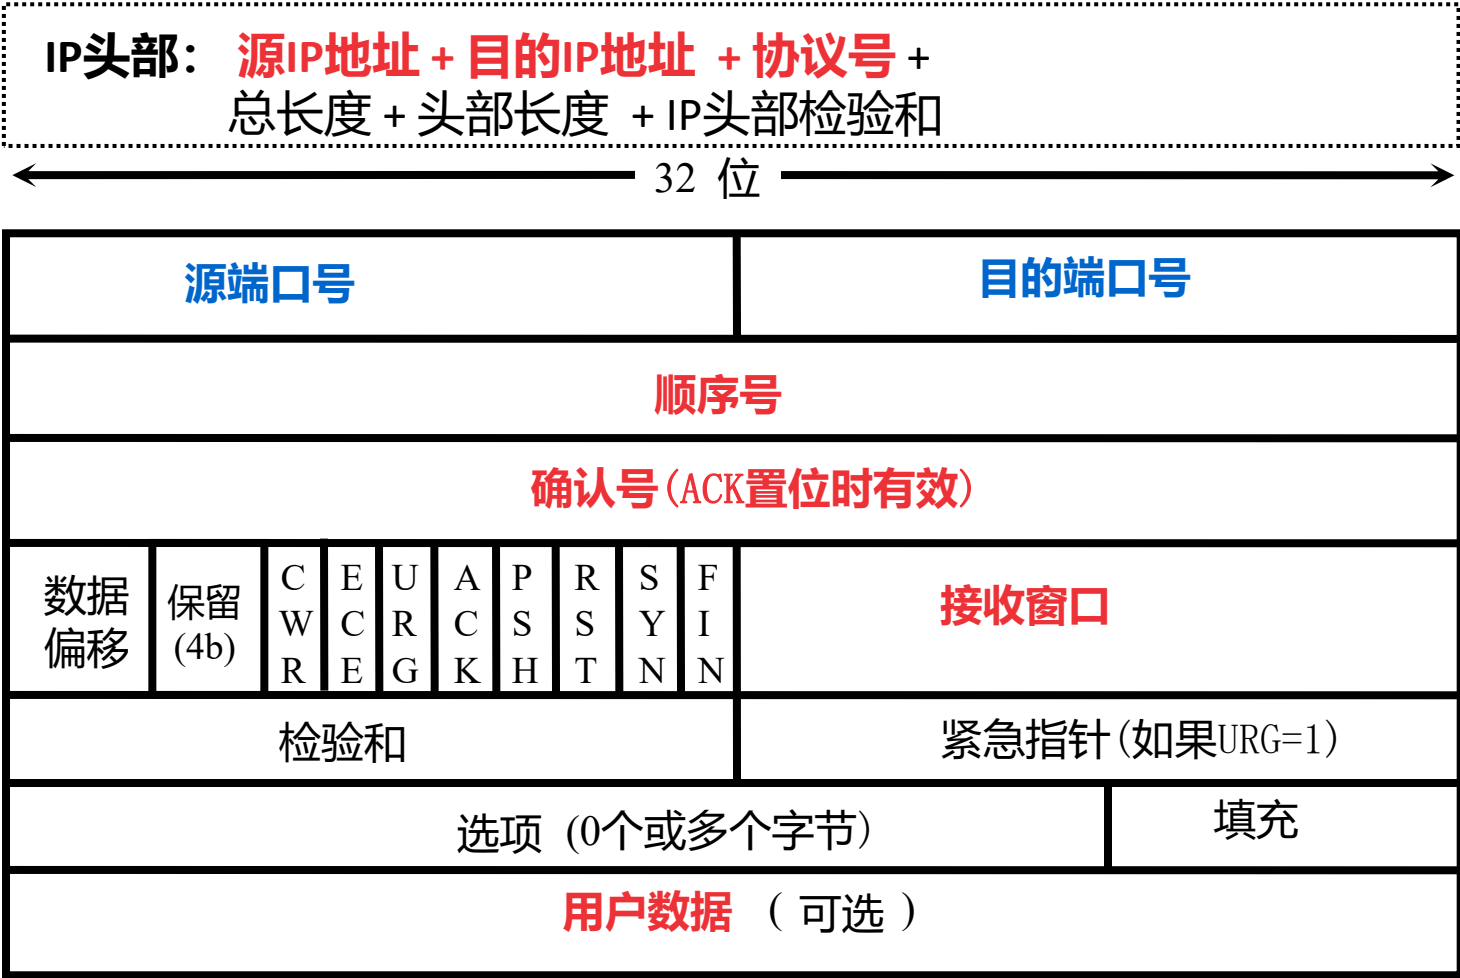 IP头部： 源IP地址 + 目的IP地址 + 协议号 +
总长度 + 头部长度 + IP头部检验和
32 位
源端口号 目的端口号
顺序号
确认号(ACK置位时有效)
数据偏移 保留(4b) CWR ECE URG ACK PSH RST SYN FIN 接收窗口
检验和 紧急指针(如果URG=1)
选项 (0个或多个字节) 填充
用户数据 ( 可选 )